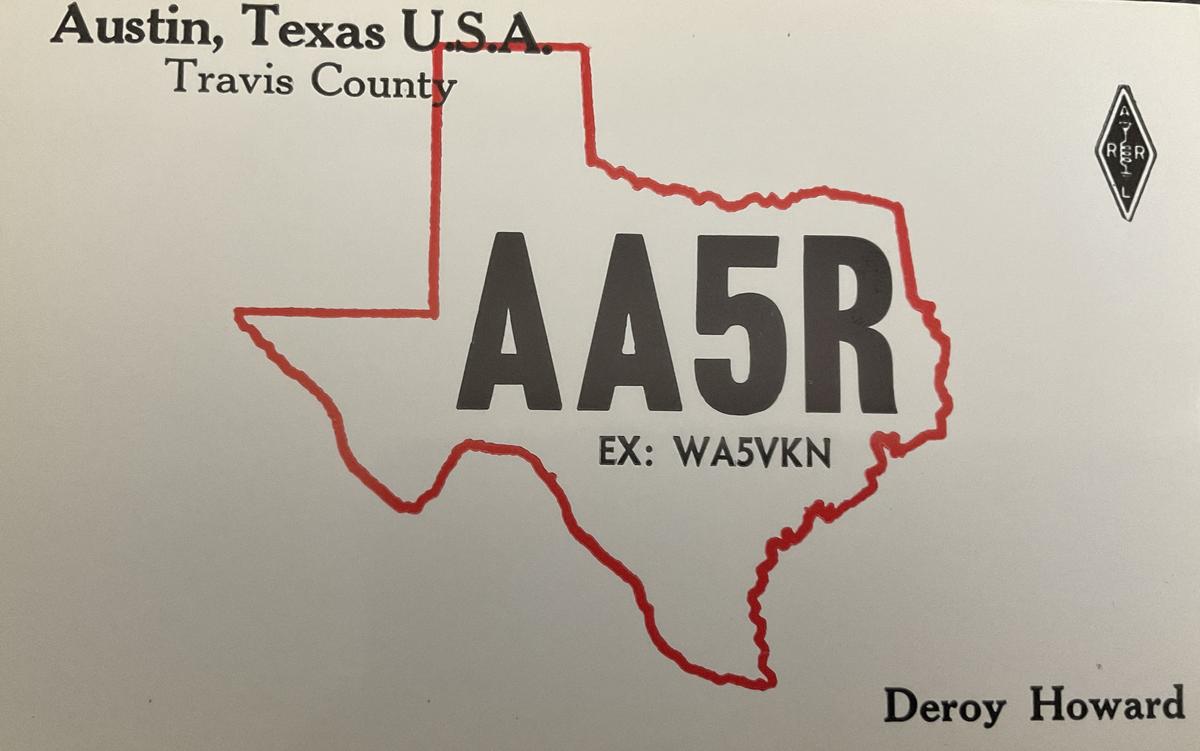 Austin, Texas U.S.A.
Travis County
A
R R
L
AA5R
EX: WA5VKN
Deroy Howard